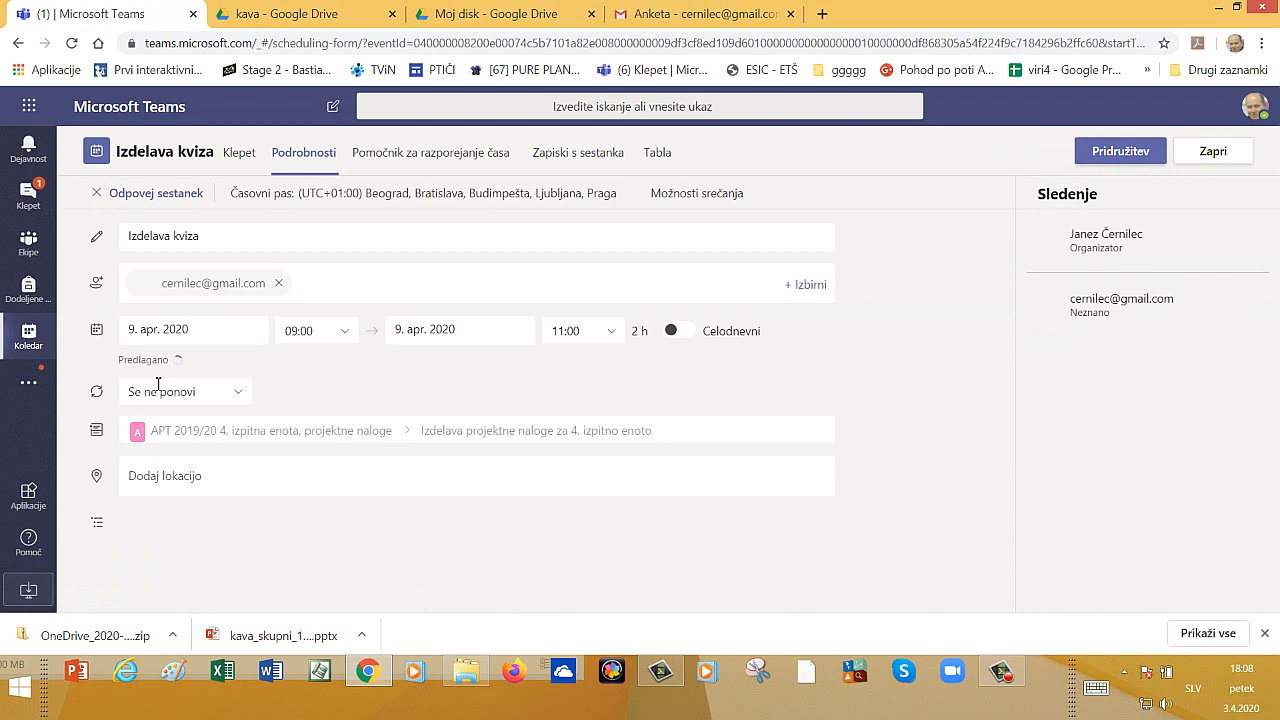 (1) | Microsoft Teams
kava - Google Drive
Moj disk - Google Drive
Anketa - cernilec@gmail.con
teams.microsoft.com/_#/scheduling-form/?eventId=040000008200e00074c5b7101a82e008000000009df3cf8ed109d6010000000000000000100000000df868305a54f224f9c7184296b2ffc60&startT...
Aplikacije
Prvi interaktivni...
Stage 2 - Bastia...
TViN
PTIČI
[67] PURE PLAN...
(6) Klepet | Micr...
ESIC - ETŠ
ggggg
Pohod po poti A...
viri4 - Google Pr...
»
Drugi zaznamki
Microsoft Teams
Izvedite iskanje ali vnesite ukaz
Dejavnost
1
Klepet
Ekipe
Dodeljene ...
Koledar
Aplikacije
Pomoč
Izdelava kviza
Klepet
Podrobnosti
Pomočnik za razporejanje časa
Zapiski s sestanka
Tabla
Pridružitev
Zapri
Odpovej sestanek
Časovni pas: (UTC+01:00) Beograd, Bratislava, Budimpešta, Ljubljana, Praga
Možnosti srečanja
Izdelava kviza
cernilec@gmail.com
+ Izbirni
9. apr. 2020
09:00
9. apr. 2020
11:00
2 h
Celodnevni
Predlagano
Se ne ponovi
A
APT 2019/20 4. izpitna enota, projektne naloge > Izdelava projektne naloge za 4. izpitno enoto
Dodaj lokacijo
Sledenje
Janez Černilec
Organizator
cernilec@gmail.com
Neznano
OneDrive_2020-....zip
kava_skupni_1....pptx
Prikaži vse
00 MB
SLV
18:08
petek
3.4.2020